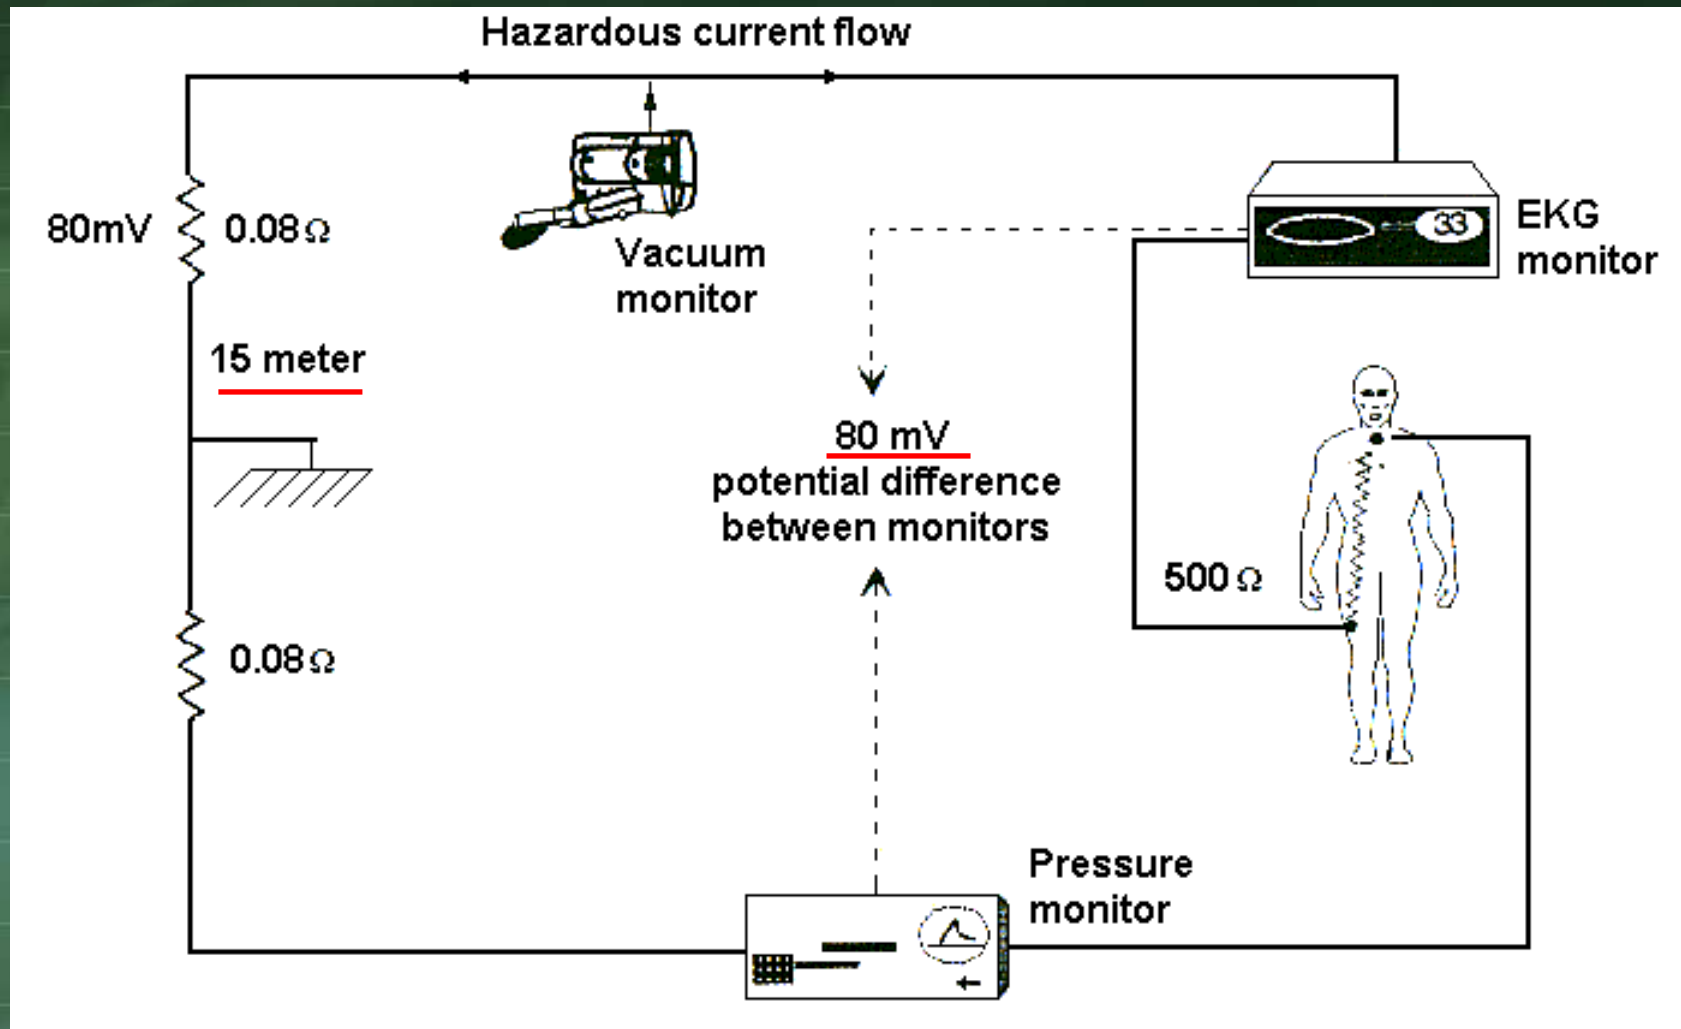 Hazardous current flow
80mV
0.08Ω
Vacuum
monitor
33
EKG
monitor
15 meter
80 mV
potential difference
between monitors
500 Ω
0.08Ω
Pressure
monitor